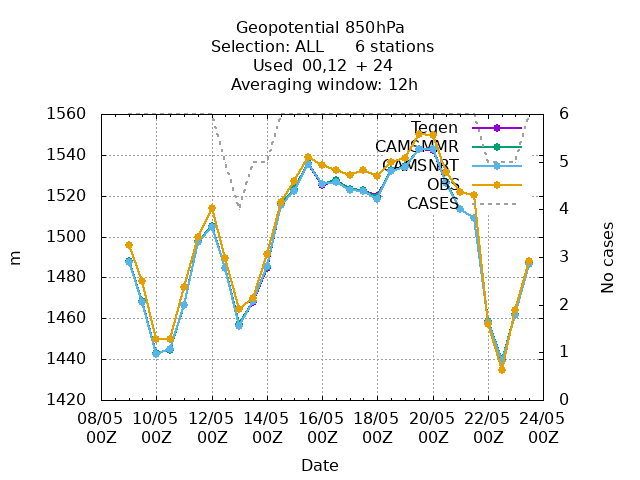 Geopotential 850hPa
Selection: ALL 6 stations
Used 00,12 + 24
Averaging window: 12h
1560
1540
1520
1500
1480
1460
1440
1420
m
6
5
4
3
2
1
0
No cases
Tegen
CAMSMMR
CAMSNRT
OBS
CASES
08/05 10/05 12/05 14/05 16/05 18/05 20/05 22/05 24/05
00Z 00Z 00Z 00Z 00Z 00Z 00Z 00Z 00Z
Date